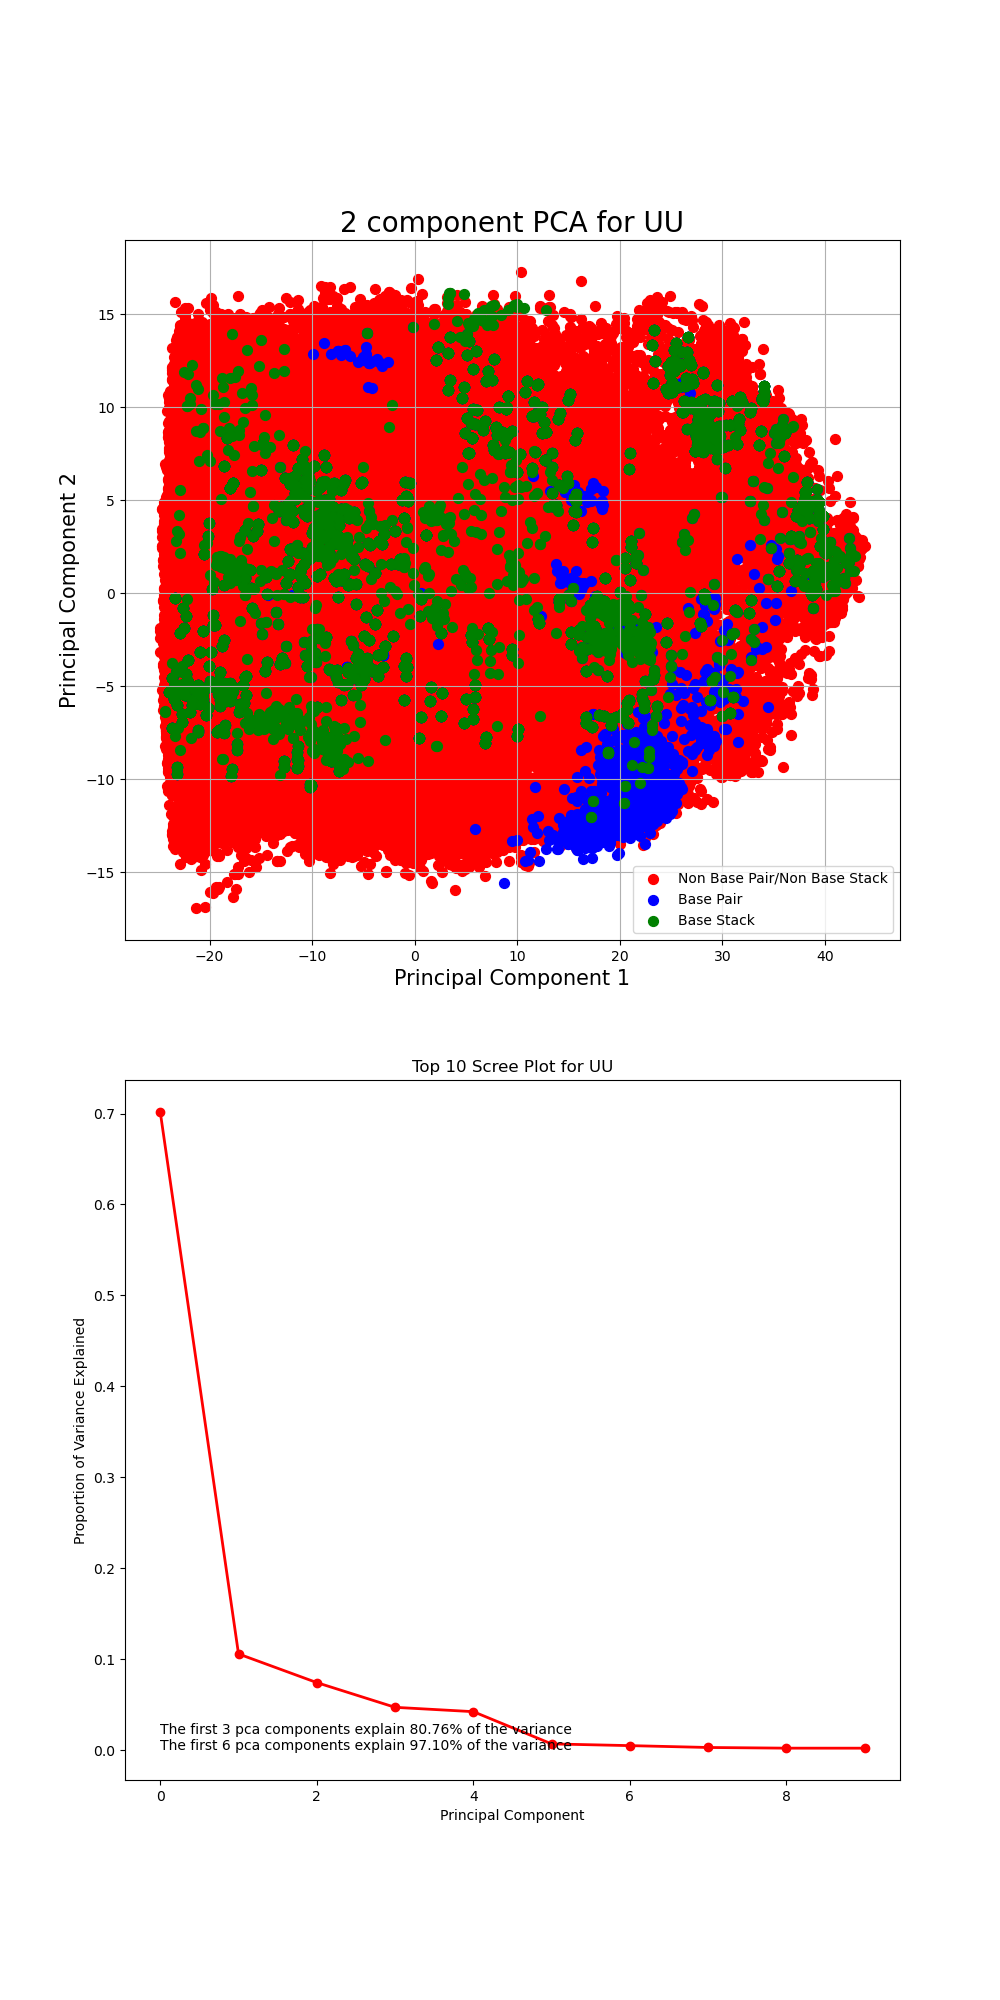 2 component PCA for UU
Principal Component 2
15
10
5
0
−5
−10
−15
Non Base Pair/Non Base Stack
Base Pair
Base Stack
−20
−10
0
10
20
30
40
Principal Component 1
Top 10 Scree Plot for UU
Proportion of Variance Explained
0.7
0.6
0.5
0.4
0.3
0.2
0.1
0.0
The first 3 pca components explain 80.76% of the variance
The first 6 pca components explain 97.10% of the variance
0
2
4
6
8
Principal Component